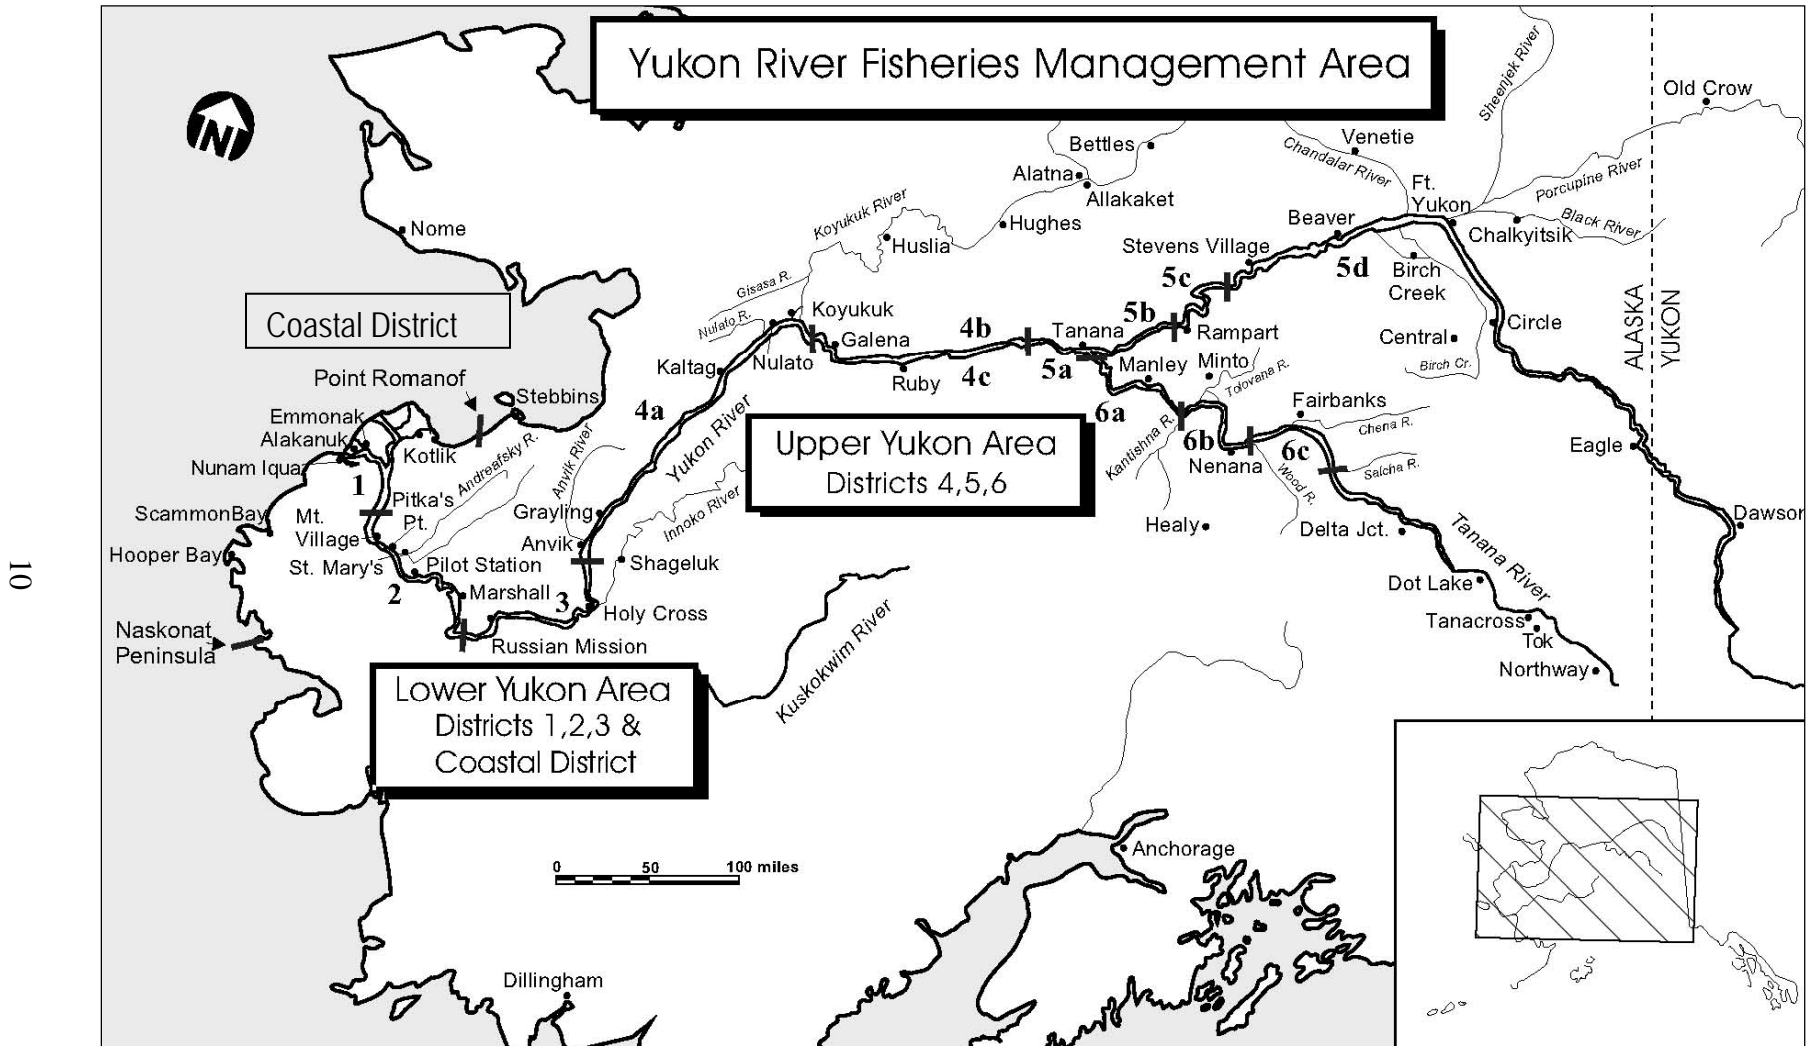 Yukon River Fisheries Management Area
N
Sheenjek River
Old Crow
Venetie
Bettles
Chandalar River
Alatna
Allakaket
Ft.
Yukon
Porcupine River
Koyukuk River
Hughes
Beaver
Black River
Nome
Huslia
Stevens Village
Chalkyitsik
5c
5d
Birch
Creek
Gisasa R.
Coastal District
Nulato R.
Koyukuk
5b
Rampart
Circle
ALASKA
YUKON
Galena
4b
Tanana
Central
Nulato
Manley
Minto
Birch Cr.
Point Romanof
Kaltag
Ruby
4c
5a
Tolovana R.
Stebbins
4a
6a
Fairbanks
Emmonak
Alakanuk
Yukon River
Upper Yukon Area
Districts 4,5,6
Kantishna R.
Chena R.
Kotlik
Andreafsky R.
Anvik River
6b
6c
Eagle
Nunam Iqua
Nenana
Salcha R.
1
Wood R.
Pitka's
Pt.
Innoko River
ScammonBay
Mt.
Village
Grayling
Healy
Delta Jct.
Tanana River
Dawson
Anvik
Hooper Bay
St. Mary's
Pilot Station
Shageluk
10
2
Marshall
3
Holy Cross
Dot Lake
Naskonat
Peninsula
Russian Mission
Kuskokwim River
Tanacross
Tok
Northway
Lower Yukon Area
Districts 1,2,3 &
Coastal District
Anchorage
0 50 100 miles
Dillingham